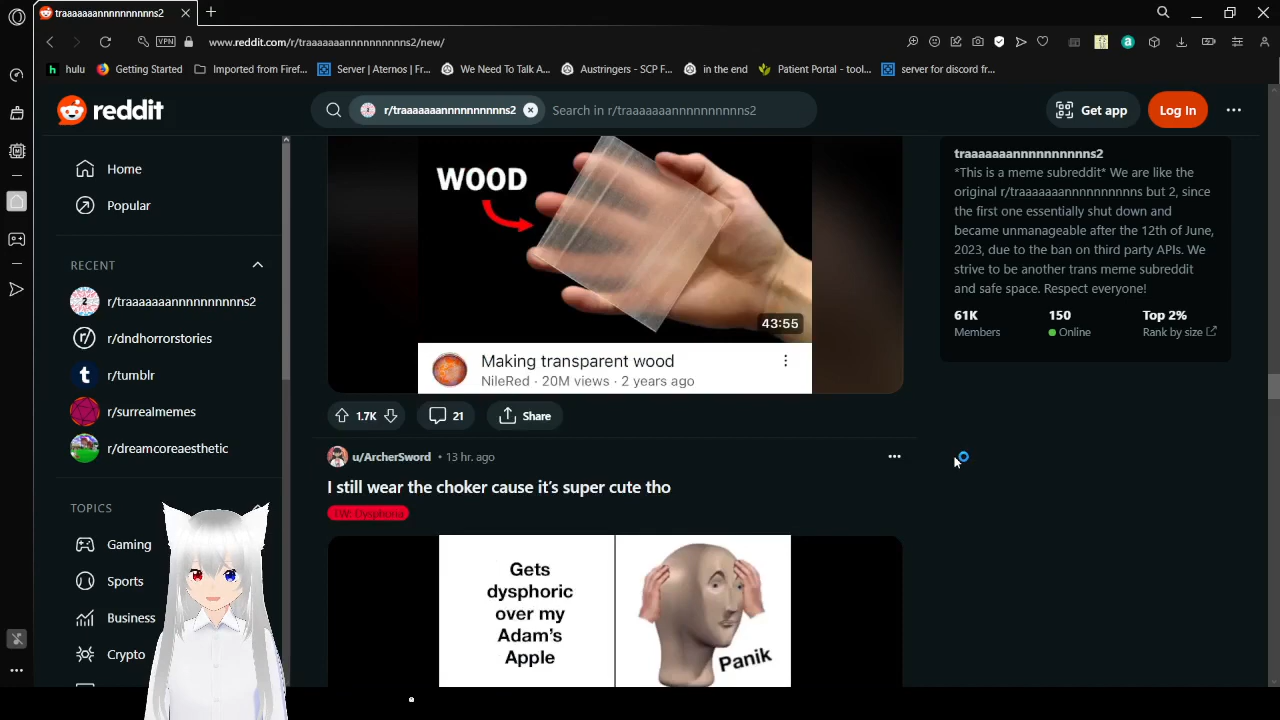 traaaaaaannnnnnnnnns2
VPN
www.reddit.com/r/traaaaaaannnnnnnnnns2/new/
hulu
Getting Started
Imported from Firef...
Server | Aternos | Fr...
We Need To Talk A...
Austringers - SCP F...
in the end
Patient Portal - tool...
server for discord fr...
reddit
r/traaaaaaannnnnnnnnns2
Search in r/traaaaaaannnnnnnnnns2
Get app
Log In
Home
Popular
RECENT
r/traaaaaaannnnnnnnnns2
r/dndhorrorstories
r/tumblr
r/surrealmemes
r/dreamcoreaesthetic
TOPICS
Gaming
Sports
Business
Crypto
WOOD
43:55
Making transparent wood
NileRed · 20M views · 2 years ago
1.7K
21
Share
u/ArcherSword • 13 hr. ago
I still wear the choker cause it's super cute tho
TW: Dysphoria
Gets
dysphoric
over my
Adam's
Apple
Panik
traaaaaaannnnnnnnnns2
*This is a meme subreddit* We are like the
original r/traaaaaaannnnnnnnnns but 2, since
the first one essentially shut down and
became unmanageable after the 12th of June,
2023, due to the ban on third party APIs. We
strive to be another trans meme subreddit
and safe space. Respect everyone!
61K
Members
150
Online
Top 2%
Rank by size